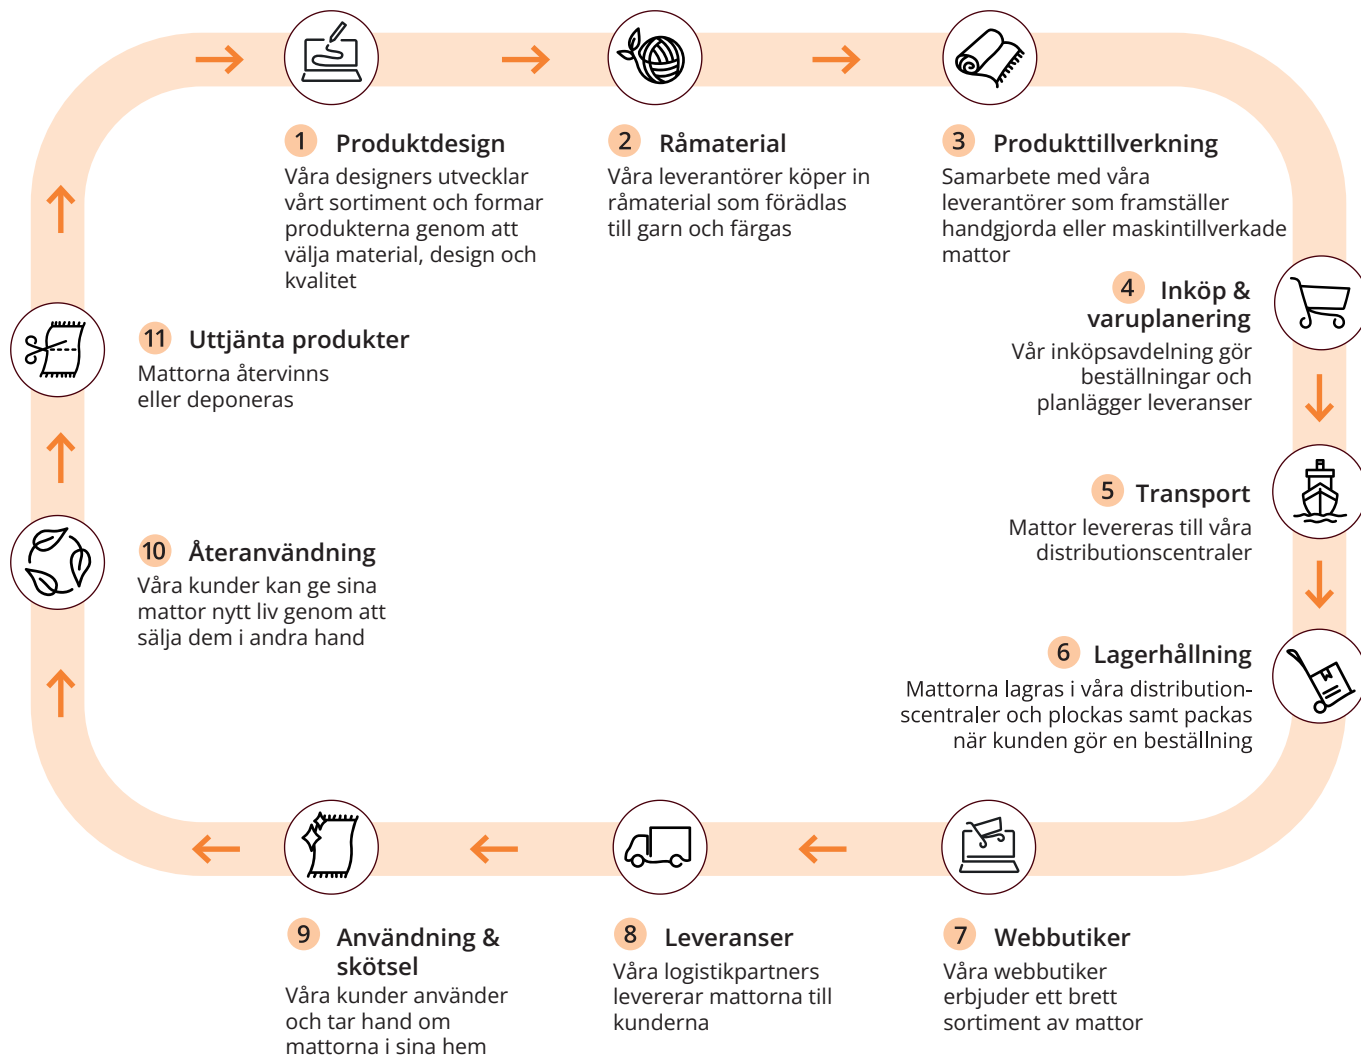 1 Produktdesign
Våra designers utvecklar
vårt sortiment och formar
produkterna genom att
välja material, design och
kvalitet
2 Råmaterial
Våra leverantörer köper in
råmaterial som förädlas
till garn och färgas
3 Produkttillverkning
Samarbete med våra
leverantörer som framställer
handgjorda eller maskintillverkade
mattor
4 Inköp &
varuplanering
Vår inköpsavdelning gör
beställningar och
planlägger leveranser
5 Transport
Mattor levereras till våra
distributionscentraler
6 Lagerhållning
Mattorna lagras i våra distribution-
scentraler och plockas samt packas
när kunden gör en beställning
7 Webbutiker
Våra webbutiker
erbjuder ett brett
sortiment av mattor
8 Leveranser
Våra logistikpartners
levererar mattorna till
kunderna
9 Användning &
skötsel
Våra kunder använder
och tar hand om
mattorna i sina hem
10 Återanvändning
Våra kunder kan ge sina
mattor nytt liv genom att
sälja dem i andra hand
11 Uttjänta produkter
Mattorna återvinns
eller deponeras